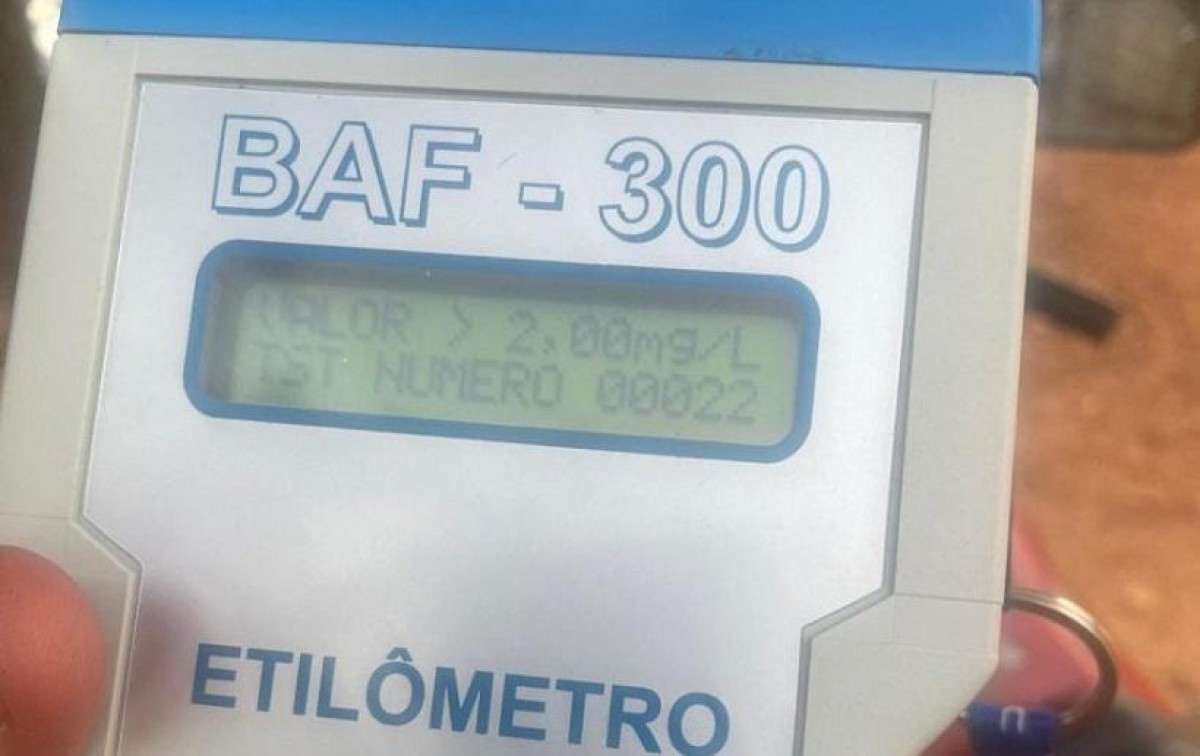 BAF - 300
VALOR > 2,00mg/L
TST NUMERO 00022
ETILÔMETRO